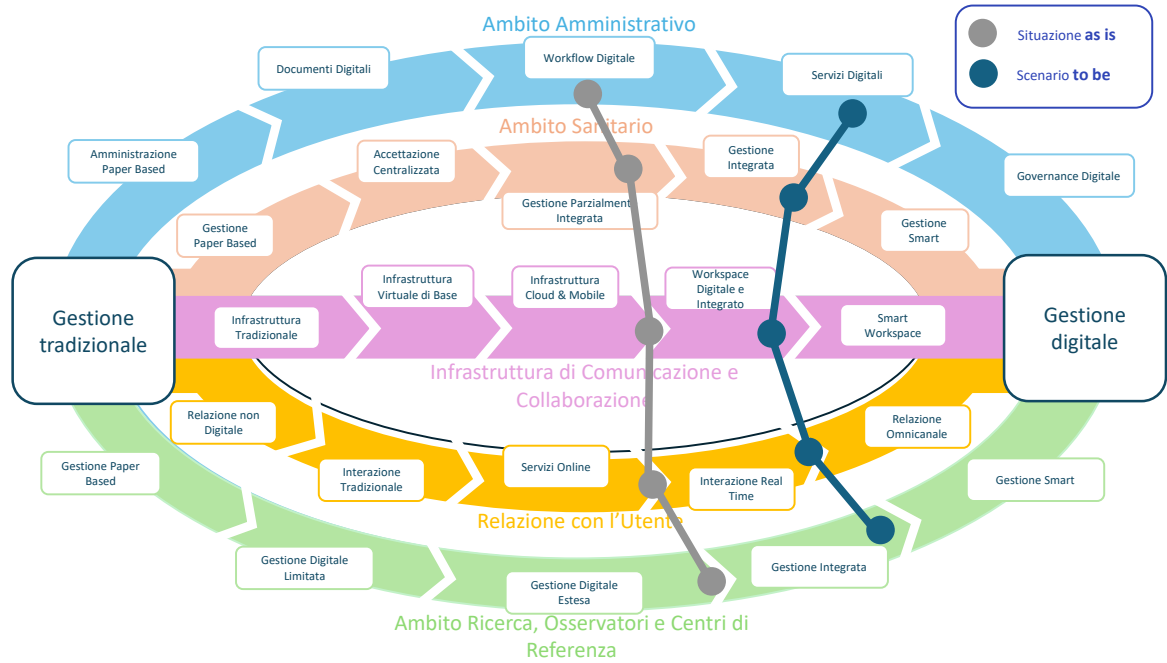 Ambito Amministrativo
Situazione as is
Scenario to be
Documenti Digitali
Workflow Digitale
Servizi Digitali
Ambito Sanitario
Amministrazione
Paper Based
Accettazione
Centralizzata
Gestione
Integrata
Governance Digitale
Gestione Parzialment
Integrata
Gestione
Paper Based
Gestione
Smart
Gestione
tradizionale
Infrastruttura
Tradizionale
Infrastruttura
Virtuale di Base
Infrastruttura
Cloud & Mobile
Workspace
Digitale e
Integrato
Smart
Workspace
Gestione
digitale
Infrastruttura di Comunicazione e
Collaborazione
Relazione non
Digitale
Interazione
Tradizionale
Servizi Online
Interazione Real
Time
Relazione
Omnicanale
Relazione con l’Utente
Gestione Paper
Based
Gestione Digitale
Limitata
Gestione Digitale
Estesa
Gestione Integrata
Gestione Smart
Ambito Ricerca, Osservatori e Centri di
Referenza